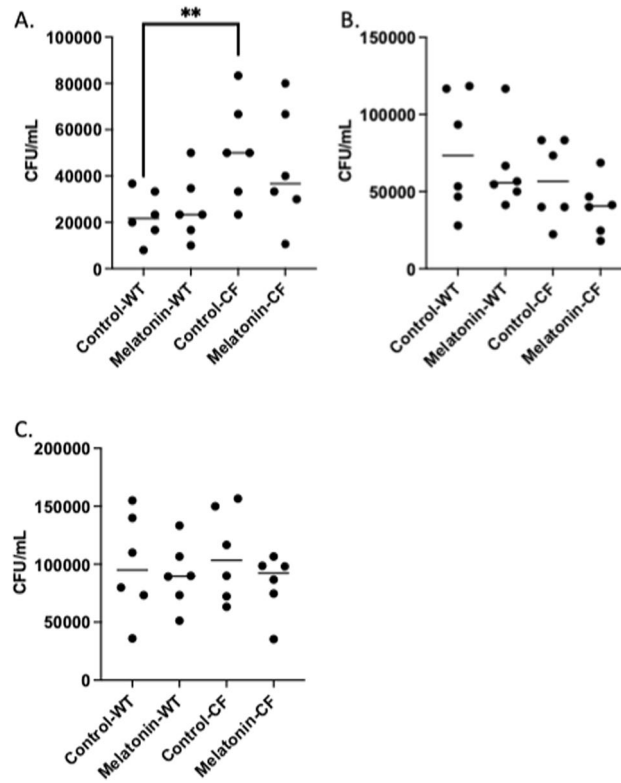 A.
**
100000
80000
60000
40000
20000
0
CFU/mL
Control-WT
Melatonin-WT
Control-CF
Melatonin-CF
B.
150000
100000
50000
0
CFU/mL
Control-WT
Melatonin-WT
Control-CF
Melatonin-CF
C.
200000
150000
100000
50000
0
CFU/mL
Control-WT
Melatonin-WT
Control-CF
Melatonin-CF